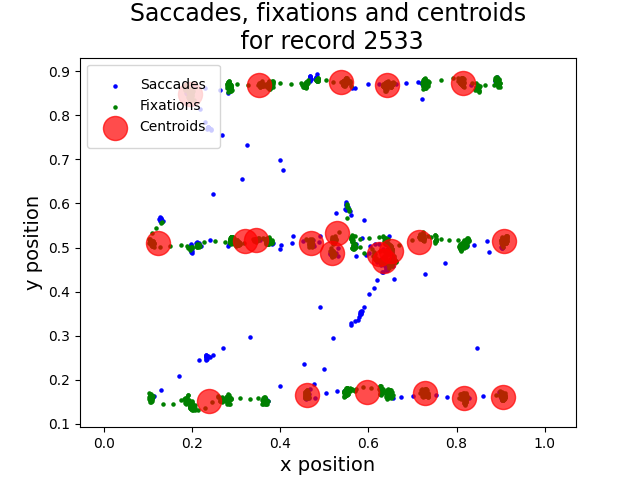 Saccades, fixations and centroids
for record 2533
Saccades
Fixations
Centroids
0.9
0.8
0.7
0.6
0.5
0.4
0.3
0.2
0.1
y position
0.0 0.2 0.4 0.6 0.8 1.0
x position